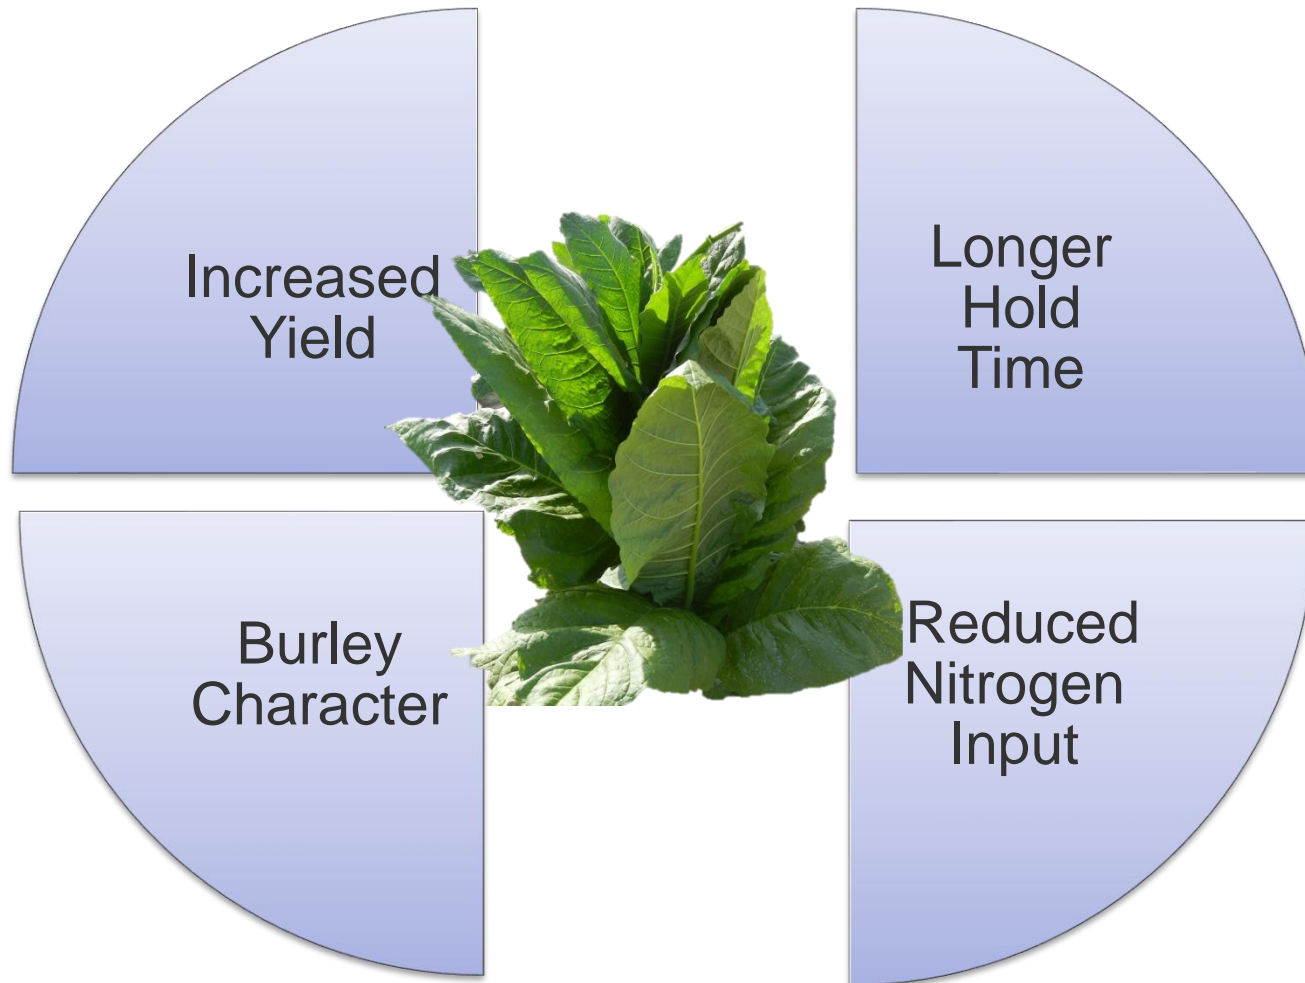 Increased
Yield
Longer
Hold
Time
Burley
Character
Reduced
Nitrogen
Input